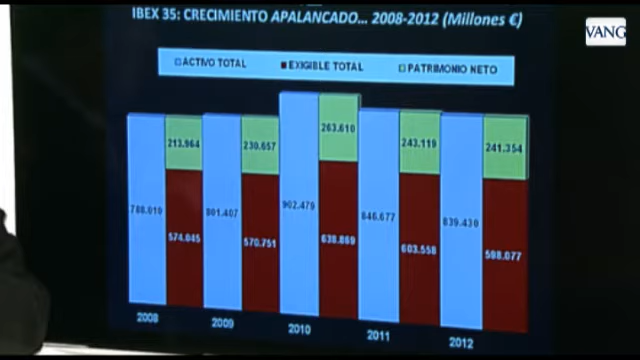 IBEX 35: CRECIMIENTO APALANCADO... 2008-2012 (Millones €)
VANG
ACTIVO TOTAL EXIGIBLE TOTAL PATRIMONIO NETO
213.964 230.657 263.610 243.119 241.354
788.010 801.407 902.479 846.677 839.430
574.045 570.751 638.869 603.558 598.077
2008 2009 2010 2011 2012